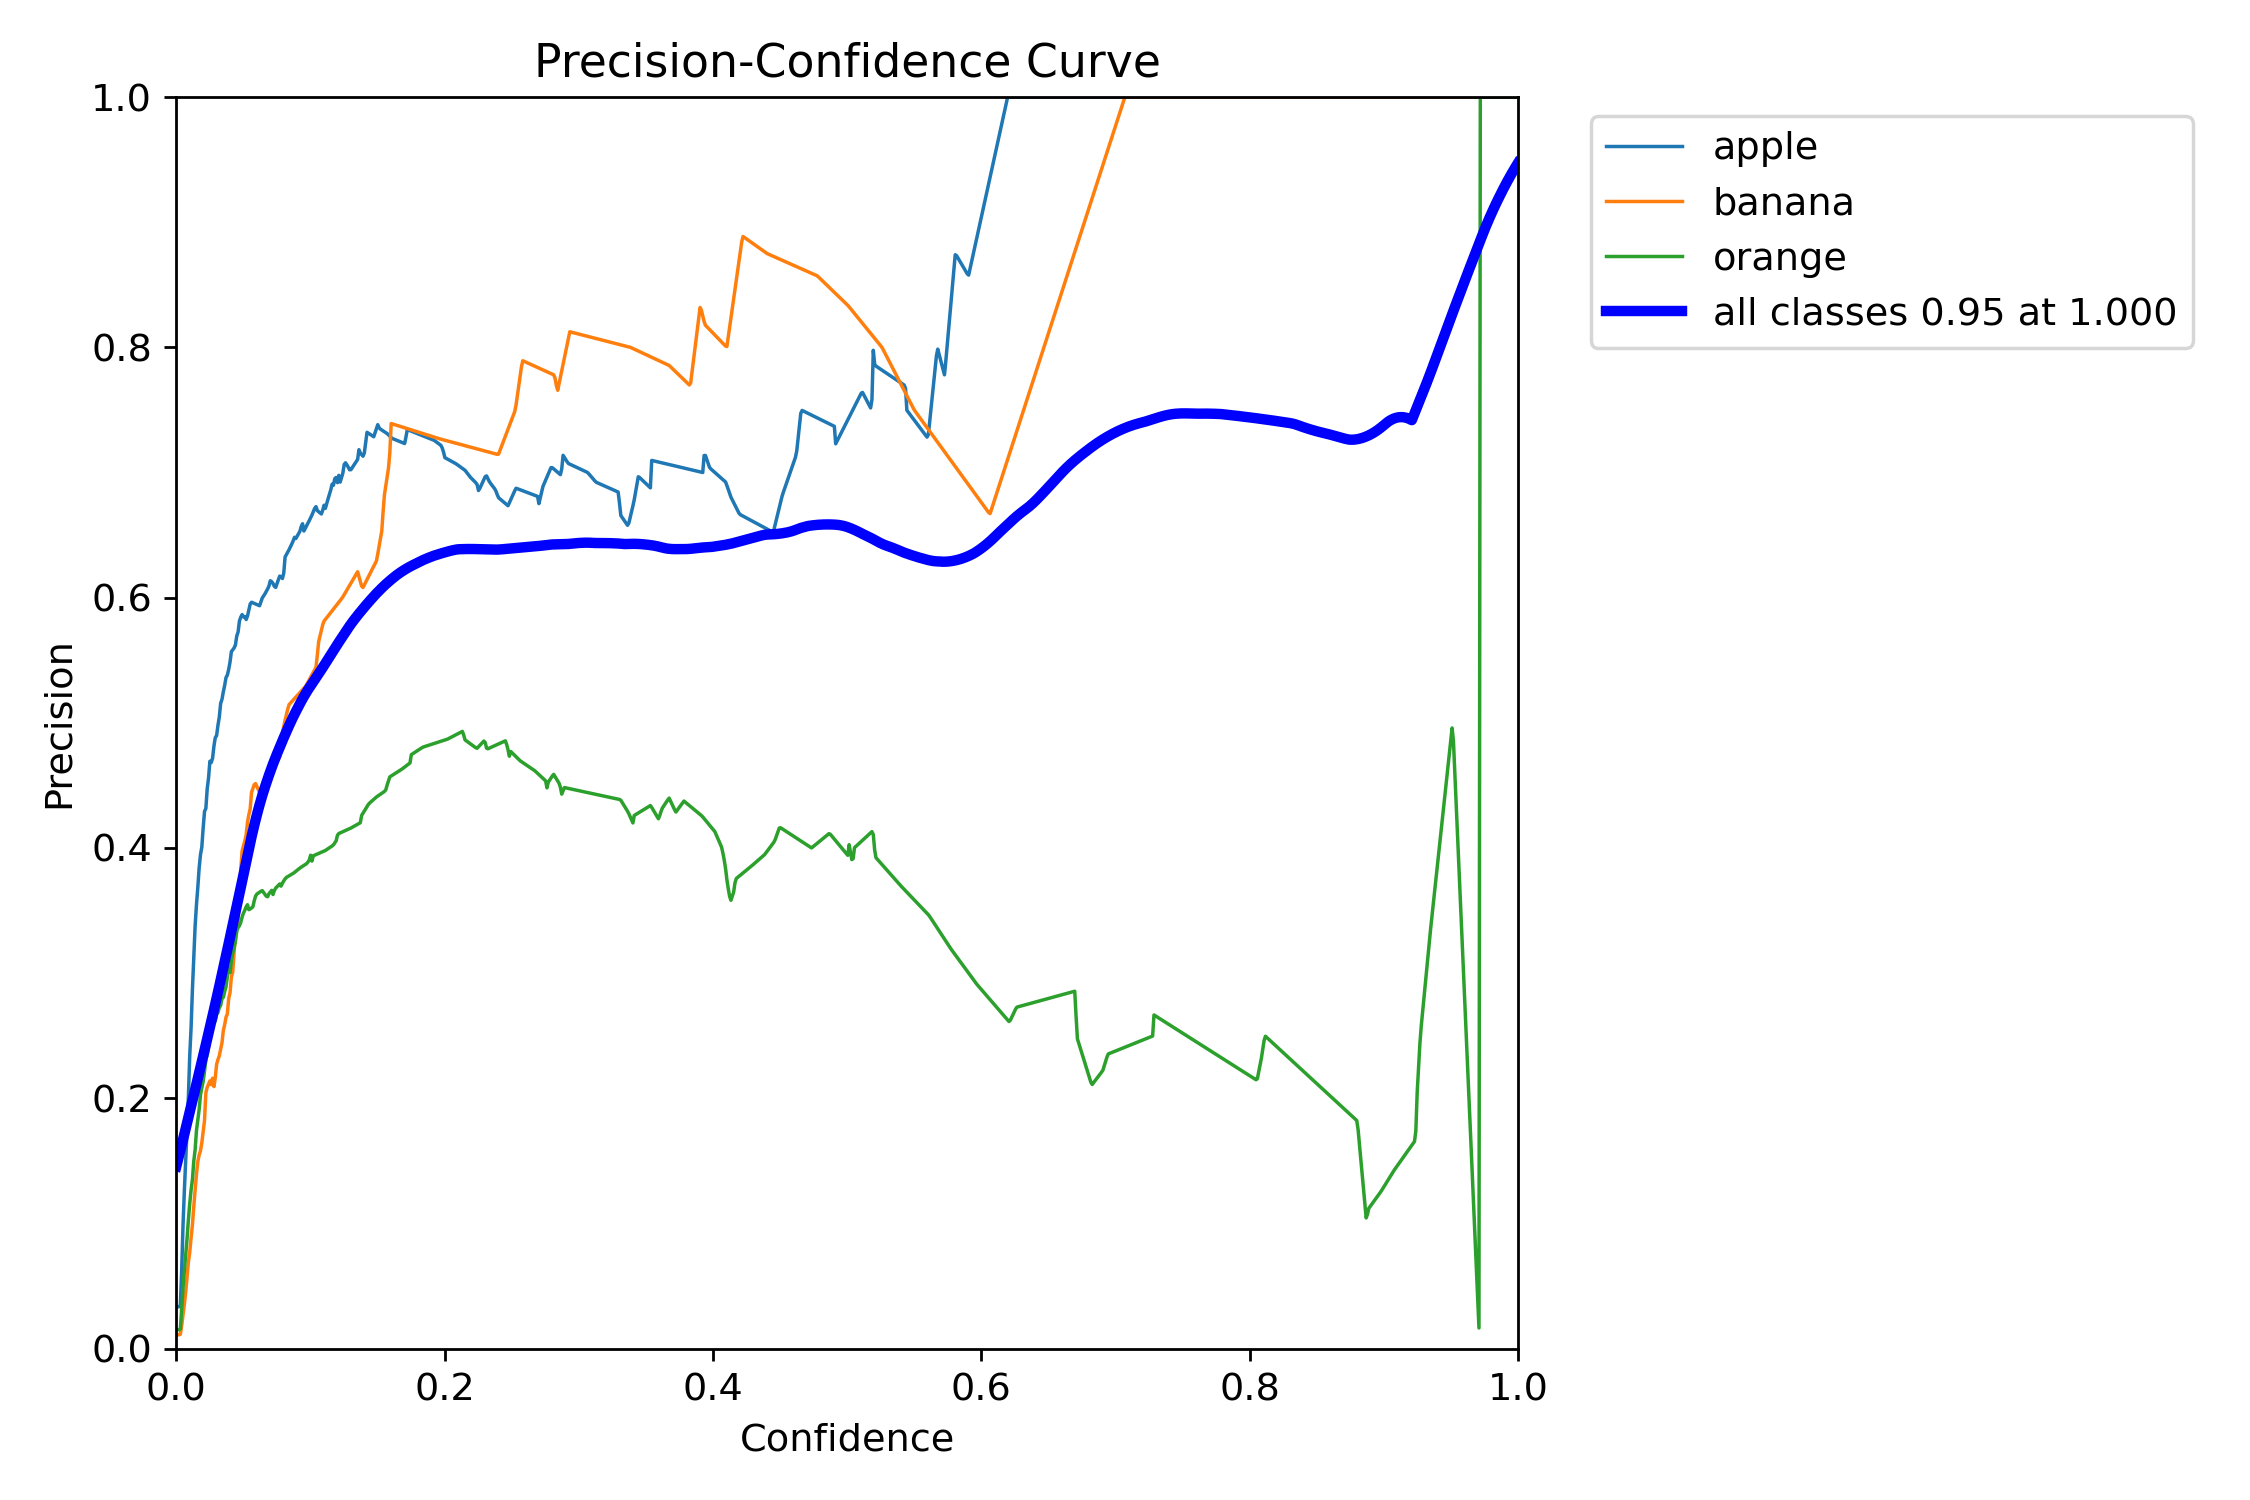 Precision-Confidence Curve
1.0
0.8
0.6
0.4
0.2
0.0
Precision
0.0 0.2 0.4 0.6 0.8 1.0
Confidence
apple
banana
orange
all classes 0.95 at 1.000